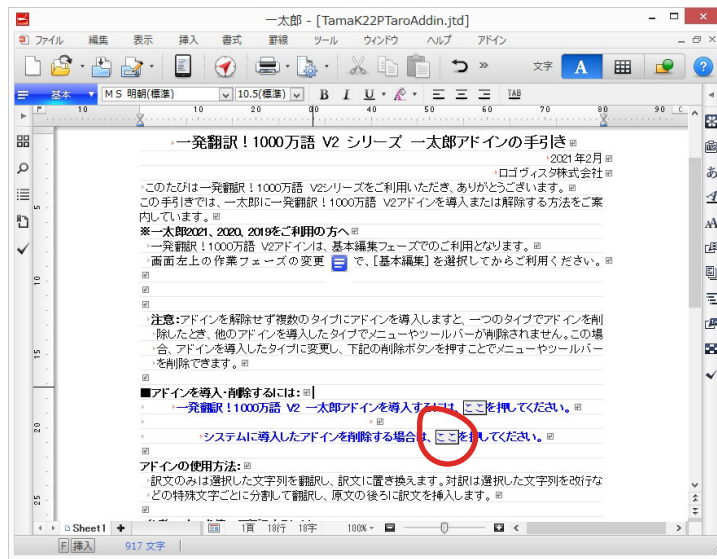 一太郎 - [TamaK22PTaroAddin.jtd]
ファイル 編集 表示 挿入 書式 罫線 ツール ウィンドウ ヘルプ アドイン
文字 A
基本 ＭＳ 明朝(標準) 10.5(標準) B I U A TAB
10 10 20 30 40 50 60 70 80 90
一発翻訳！1000万語 V2 シリーズ 一太郎アドインの手引き
2021年2月
ロゴヴィスタ株式会社
このたびは一発翻訳！1000万語 V2シリーズをご利用いただき、ありがとうございます。
この手引きでは、一太郎に一発翻訳！1000万語 V2アドインを導入または解除する方法をご案
内しています。
※一太郎2021、2020、2019をご利用の方へ
一発翻訳！1000万語 V2アドインは、基本編集フェーズでのご利用となります。
画面左上の作業フェーズの変更 で、[基本編集] を選択してからご利用ください。
注意：アドインを解除せず複数のタイプにアドインを導入しますと、一つのタイプでアドインを削
除したとき、他のアドインを導入したタイプでメニューやツールバーが削除されません。この場
合、アドインを導入したタイプに変更し、下記の削除ボタンを押すことでメニューやツールバー
を削除できます。
■アドインを導入・削除するには：
一発翻訳！1000万語 V2 一太郎アドインを導入するには、ここを押してください。
システムに導入したアドインを削除する場合は、ここを押してください。
アドインの使用方法：
訳文のみは選択した文字列を翻訳し、訳文に置き換えます。対訳は選択した文字列を改行な
どの特殊文字ごとに分割して翻訳し、原文の後ろに訳文を挿入します。
Sheet1 1頁 18行 18字 100%
挿入 917 文字